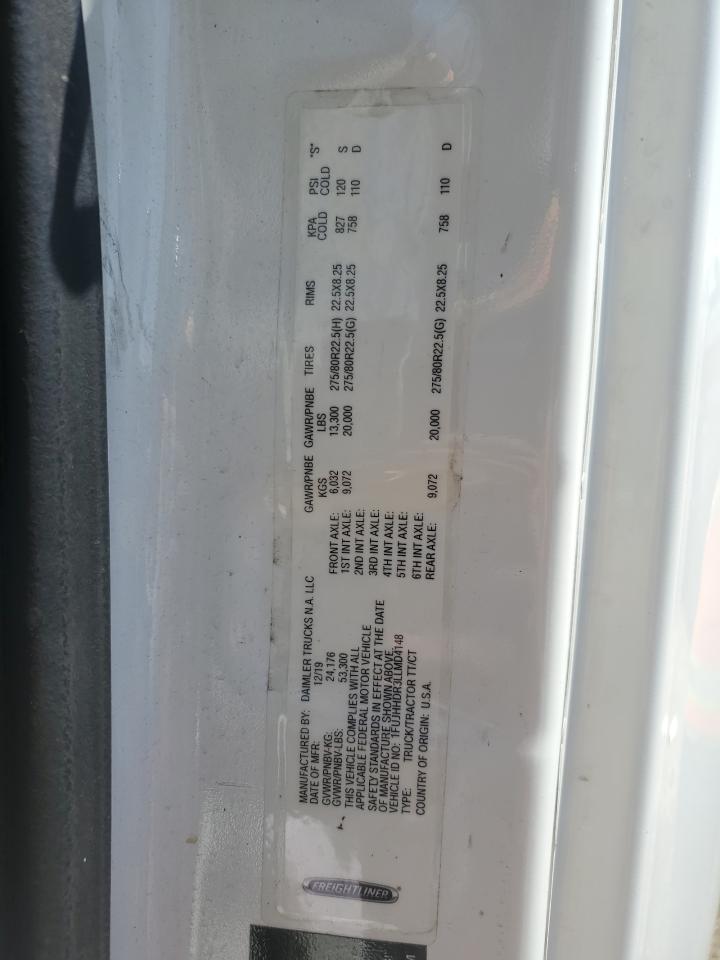 FREIGHTLINER
MANUFACTURED BY: DAIMLER TRUCKS N.A. LLC
DATE OF MFR: 12/19
GVWR/PNBV-KG: 24,176
GVWR/PNBV-LBS: 53,300
THIS VEHICLE COMPLIES WITH ALL
APPLICABLE FEDERAL MOTOR VEHICLE
SAFETY STANDARDS IN EFFECT AT THE DATE
OF MANUFACTURE SHOWN ABOVE.
VEHICLE ID NO: 1FUJHHDR3LLMD4148
TYPE: TRUCK/TRACTOR TT/CT
COUNTRY OF ORIGIN: U.S.A.
GAWR/PNBE GAWR/PNBE TIRES RIMS KPA PSI *S*
KGS LBS COLD COLD
FRONT AXLE: 6,032 13,300 275/80R22.5(H) 22.5X8.25 827 120 S
1ST INT AXLE: 9,072 20,000 275/80R22.5(G) 22.5X8.25 758 110 D
2ND INT AXLE:
3RD INT AXLE:
4TH INT AXLE:
5TH INT AXLE:
6TH INT AXLE:
REAR AXLE: 9,072 20,000 275/80R22.5(G) 22.5X8.25 758 110 D